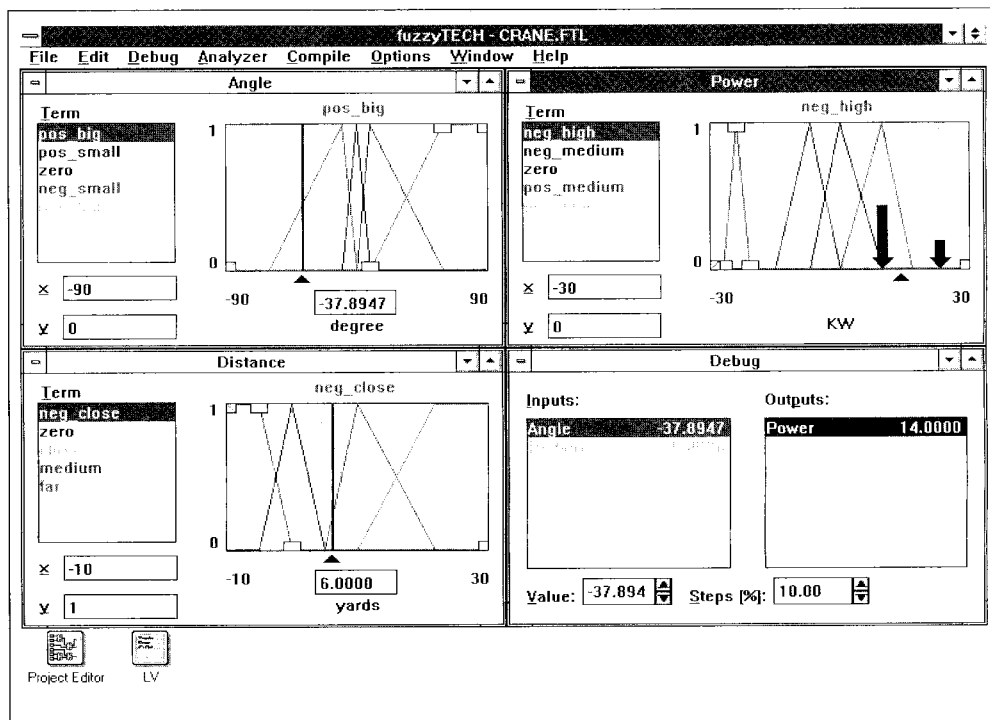 fuzzyTECH - CRANE.FTL
File Edit Debug Analyzer Compile Options Window Help
Angle
Term
pos_big
pos_small
zero
neg_small
pos_big
1
0
-90
-37.8947
90
degree
x -90
y 0
Power
Term
neg_high
neg_medium
zero
pos_medium
neg_high
1
0
-30
30
KW
x -30
y 0
Distance
Term
neg_close
zero
medium
far
neg_close
1
0
-10
6.0000
30
yards
x -10
y 1
Debug
Inputs:
Angle -37.8947
Outputs:
Power 14.0000
Value: -37.894 Steps [%]: 10.00
Project Editor
LV